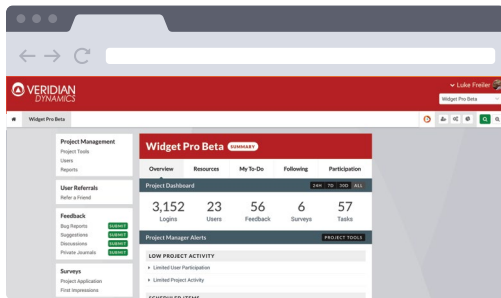 VERIDIAN
DYNAMICS
Luke Freiler
Widget Pro Beta
Widget Pro Beta
Project Management
Project Tools
Users
Reports
User Referrals
Refer a Friend
Feedback
Bug Reports SUBMIT
Suggestions SUBMIT
Discussions SUBMIT
Private Journals SUBMIT
Surveys
Project Application
First Impressions
Widget Pro Beta SUMMARY
Overview Resources My To-Do Following Participation
Project Dashboard 24H 7D 30D ALL
3,152 23 56 6 57
Logins Users Feedback Surveys Tasks
Project Manager Alerts PROJECT TOOLS
LOW PROJECT ACTIVITY
Limited User Participation
Limited Project Activity
SCHEDULED ITEMS